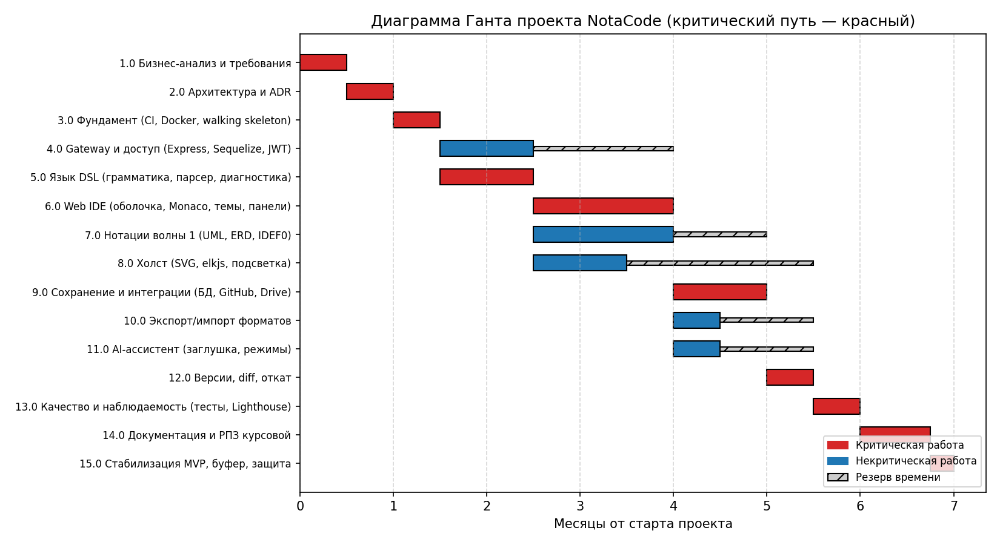 Диаграмма Ганта проекта NotaCode (критический путь — красный)
1.0 Бизнес-анализ и требования
2.0 Архитектура и ADR
3.0 Фундамент (CI, Docker, walking skeleton)
4.0 Gateway и доступ (Express, Sequelize, JWT)
5.0 Язык DSL (грамматика, парсер, диагностика)
6.0 Web IDE (оболочка, Monaco, темы, панели)
7.0 Нотации волны 1 (UML, ERD, IDEF0)
8.0 Холст (SVG, elkjs, подсветка)
9.0 Сохранение и интеграции (БД, GitHub, Drive)
10.0 Экспорт/импорт форматов
11.0 AI-ассистент (заглушка, режимы)
12.0 Версии, diff, откат
13.0 Качество и наблюдаемость (тесты, Lighthouse)
14.0 Документация и РПЗ курсовой
15.0 Стабилизация MVP, буфер, защита
Критическая работа
Некритическая работа
Резерв времени
0 1 2 3 4 5 6 7
Месяцы от старта проекта